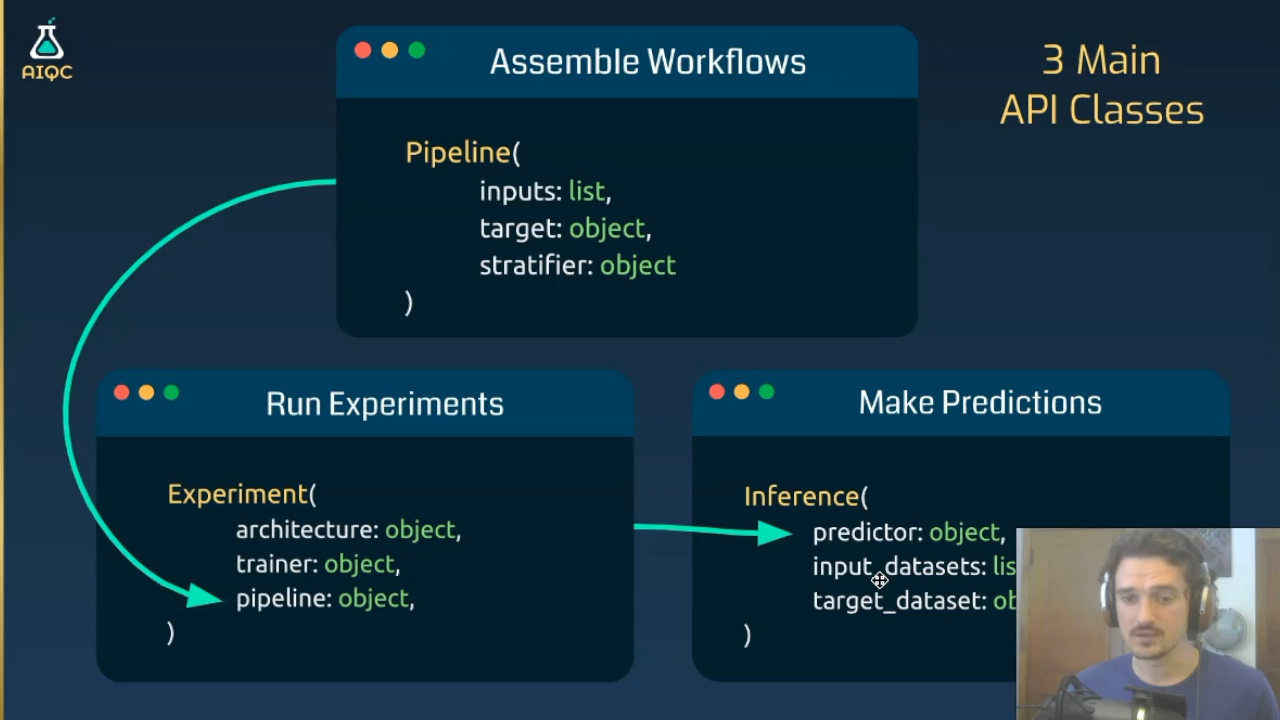 AIQC
Assemble Workflows
3 Main
API Classes
Pipeline(
inputs: list,
target: object,
stratifier: object
)
Run Experiments
Experiment(
architecture: object,
trainer: object,
pipeline: object,
)
Make Predictions
Inference(
predictor: object,
input_datasets:
target_dataset:
)